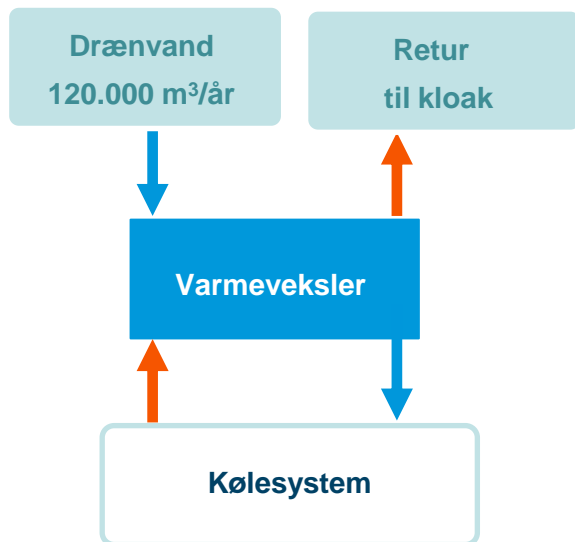 Drænvand
120.000 m³/år
Retur
til kloak
Varmeveksler
Kølesystem